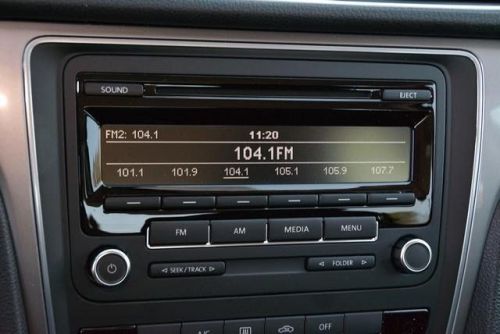 SOUND EJECT
FM2: 104.1 11:20
104.1FM
101.1 101.9 104.1 105.1 105.9 107.7
FM AM MEDIA MENU
SEEK / TRACK FOLDER
A/C OFF